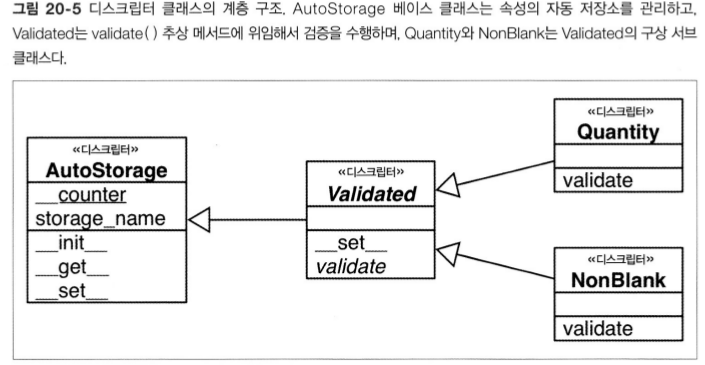 그림 20-5 디스크립터 클래스의 계층 구조. AutoStorage 베이스 클래스는 속성의 자동 저장소를 관리하고,
Validated는 validate( ) 추상 메서드에 위임해서 검증을 수행하며, Quantity와 NonBlank는 Validated의 구상 서브
클래스다.
«디스크립터»
AutoStorage
__counter
storage_name
__init__
__get__
__set__
«디스크립터»
Validated
__set__
validate
«디스크립터»
Quantity
validate
«디스크립터»
NonBlank
validate